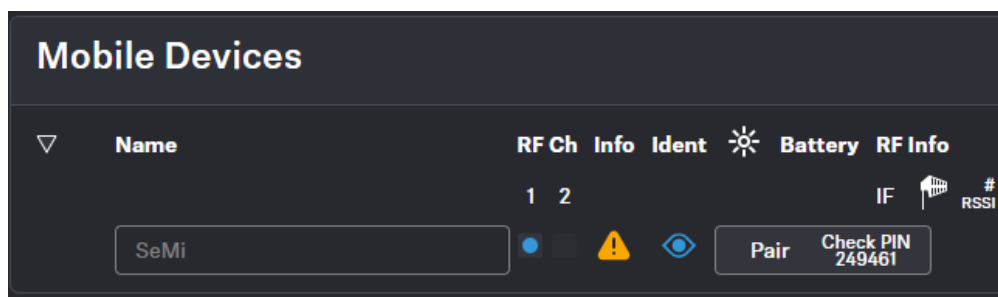 Mobile Devices
Name RF Ch Info Ident Battery RF Info
1 2 IF # RSSI
SeMi Pair Check PIN 249461